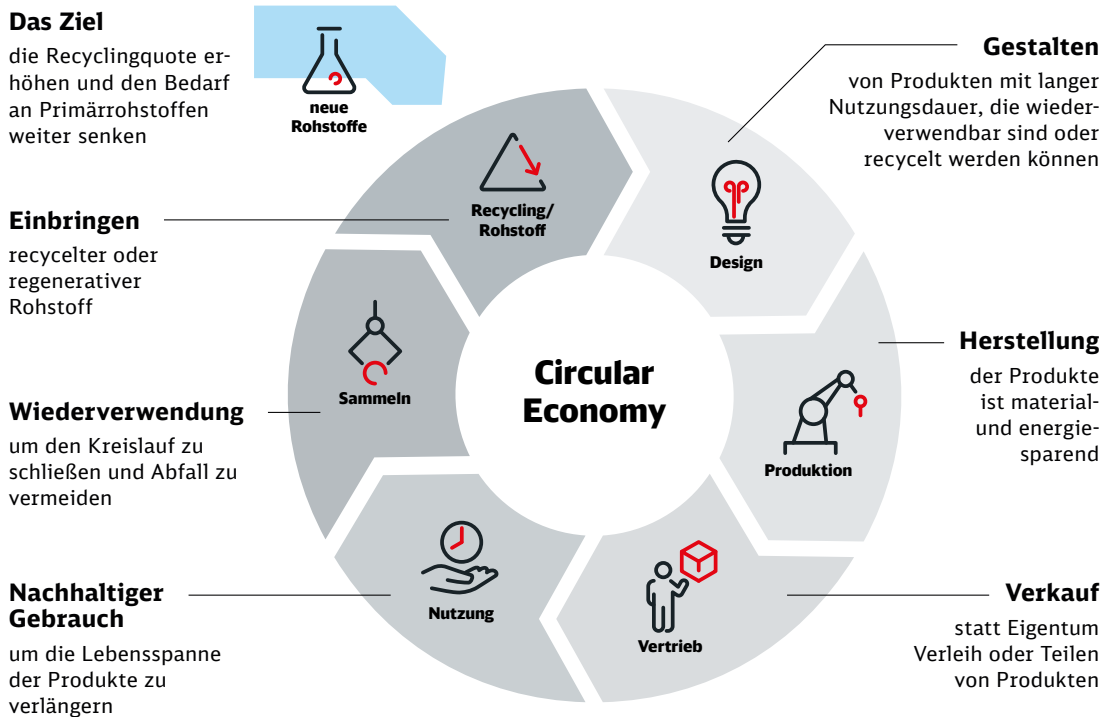 Das Ziel
die Recyclingquote er-
höhen und den Bedarf
an Primärrohstoffen
weiter senken
neue
Rohstoffe
Gestalten
von Produkten mit langer
Nutzungsdauer, die wieder-
verwendbar sind oder
recycelt werden können
Recycling/
Rohstoff
Design
Einbringen
recycelter oder
regenerativer
Rohstoff
Herstellung
der Produkte
ist material-
und energie-
sparend
Sammeln
Circular
Economy
Produktion
Wiederverwendung
um den Kreislauf zu
schließen und Abfall zu
vermeiden
Nachhaltiger
Gebrauch
um die Lebensspanne
der Produkte zu
verlängern
Nutzung
Vertrieb
Verkauf
statt Eigentum
Verleih oder Teilen
von Produkten